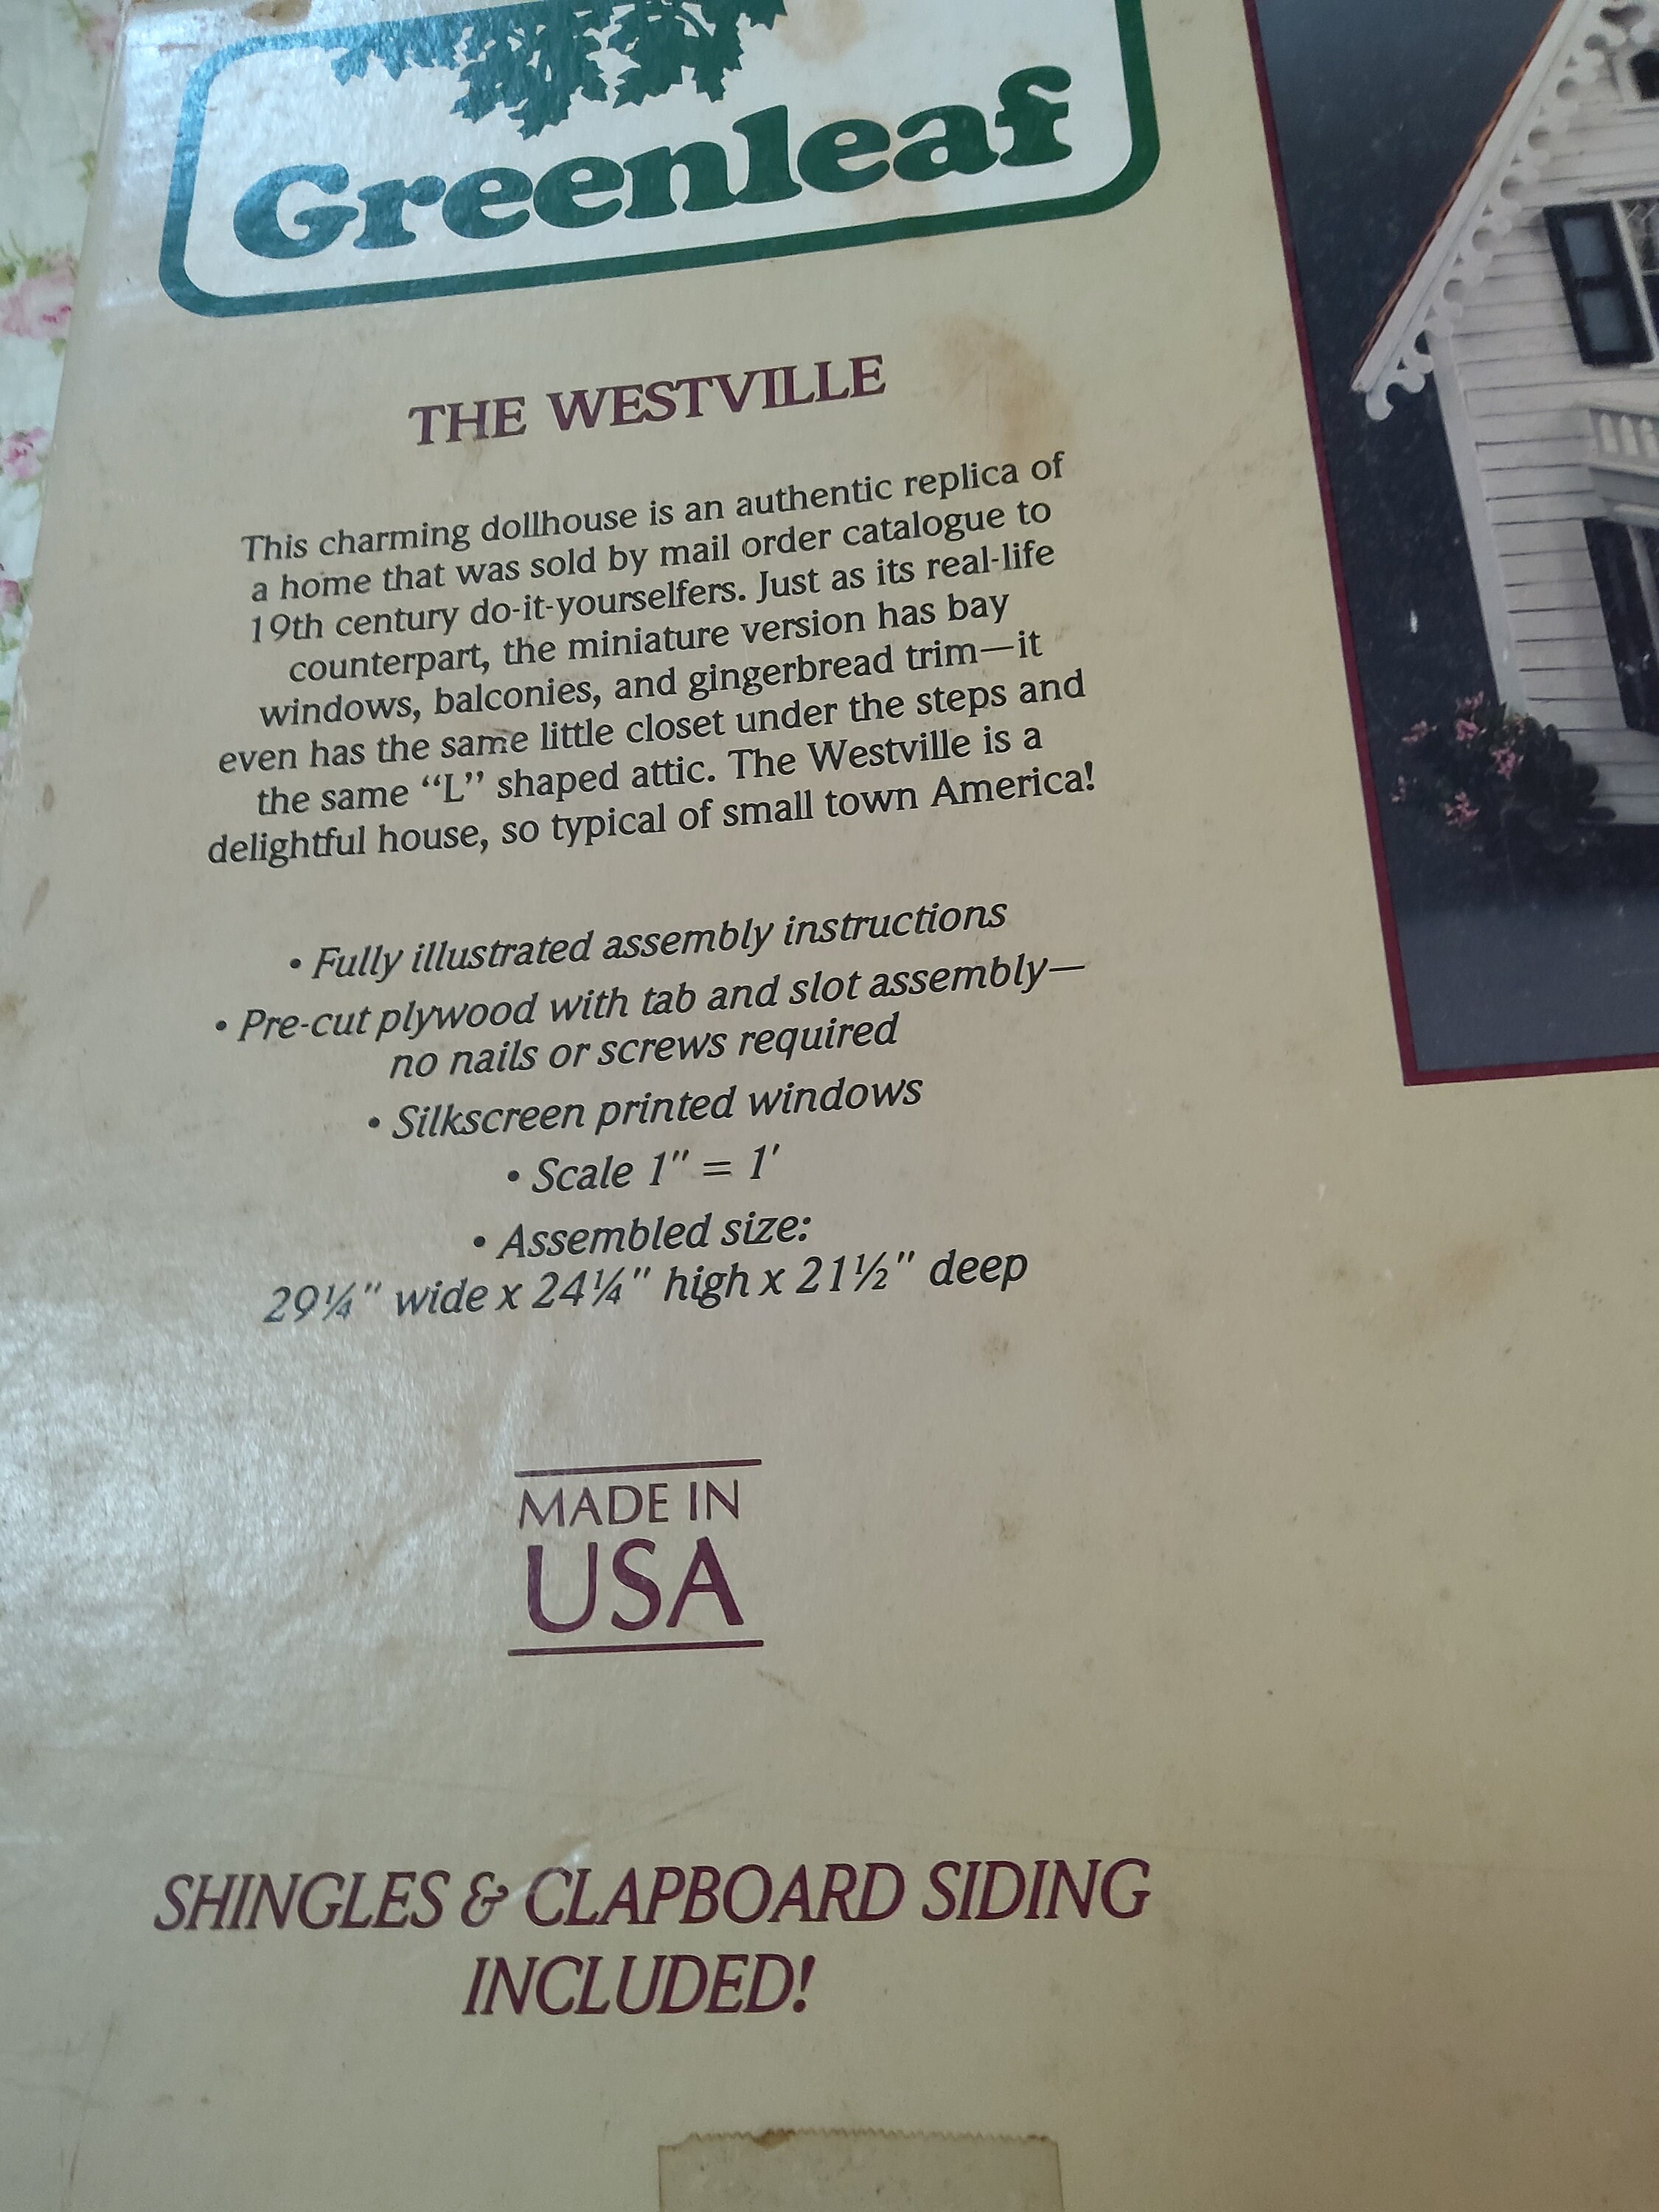 Greenleaf
THE WESTVILLE
This charming dollhouse is an authentic replica of
a home that was sold by mail order catalogue to
19th century do-it-yourselfers. Just as its real-life
counterpart, the miniature version has bay
windows, balconies, and gingerbread trim—it
even has the same little closet under the steps and
the same “L” shaped attic. The Westville is a
delightful house, so typical of small town America!
• Fully illustrated assembly instructions
• Pre-cut plywood with tab and slot assembly—
no nails or screws required
• Silkscreen printed windows
• Scale 1" = 1'
• Assembled size:
29¼" wide x 24¼" high x 21½" deep
MADE IN
USA
SHINGLES & CLAPBOARD SIDING
INCLUDED!